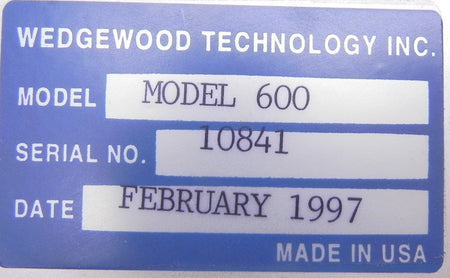 WEDGEWOOD TECHNOLOGY INC.
MODEL MODEL 600
SERIAL NO. 10841
DATE FEBRUARY 1997
MADE IN USA